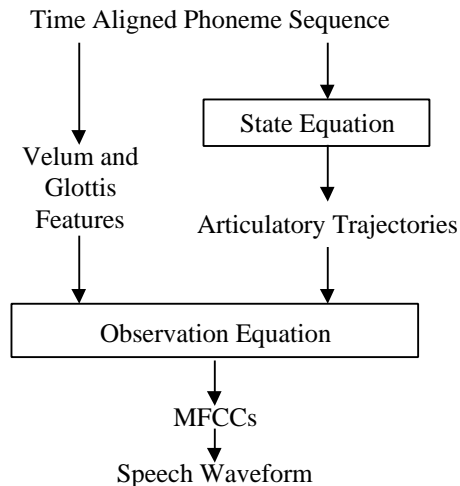 Time Aligned Phoneme Sequence
State Equation
Velum and
Glottis
Features
Articulatory Trajectories
Observation Equation
MFCCs
Speech Waveform